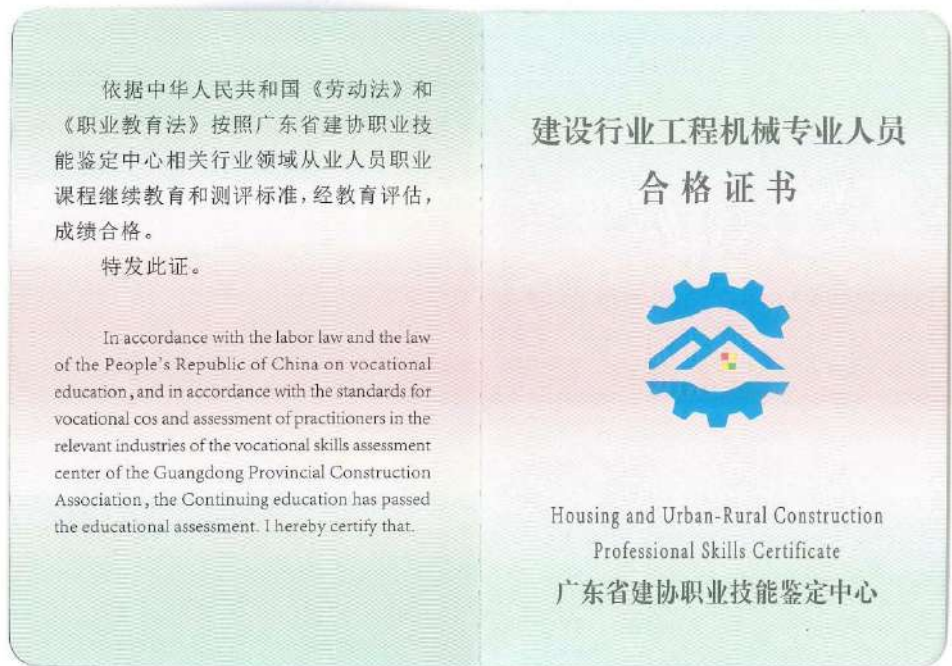 依据中华人民共和国《劳动法》和
《职业教育法》按照广东省建协职业技
能鉴定中心相关行业领域从业人员职业
课程继续教育和测评标准，经教育评估，
成绩合格。
特发此证。
In accordance with the labor law and the law
of the People's Republic of China on vocational
education, and in accordance with the standards for
vocational cos and assessment of practitioners in the
relevant industries of the vocational skills assessment
center of the Guangdong Provincial Construction
Association, the Continuing education has passed
the educational assessment. I hereby certify that.
建设行业工程机械专业人员
合格证书
Housing and Urban-Rural Construction
Professional Skills Certificate
广东省建协职业技能鉴定中心